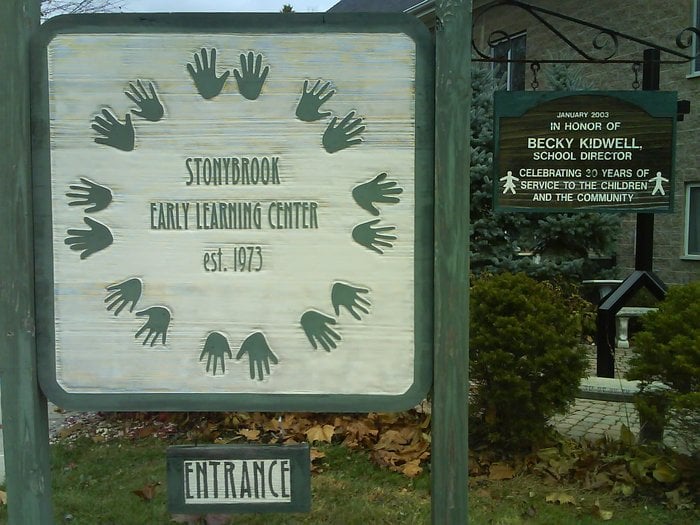 STONYBROOK
EARLY LEARNING CENTER
est. 1973
ENTRANCE
JANUARY 2003
IN HONOR OF
BECKY KIDWELL,
SCHOOL DIRECTOR
CELEBRATING 30 YEARS OF
SERVICE TO THE CHILDREN
AND THE COMMUNITY